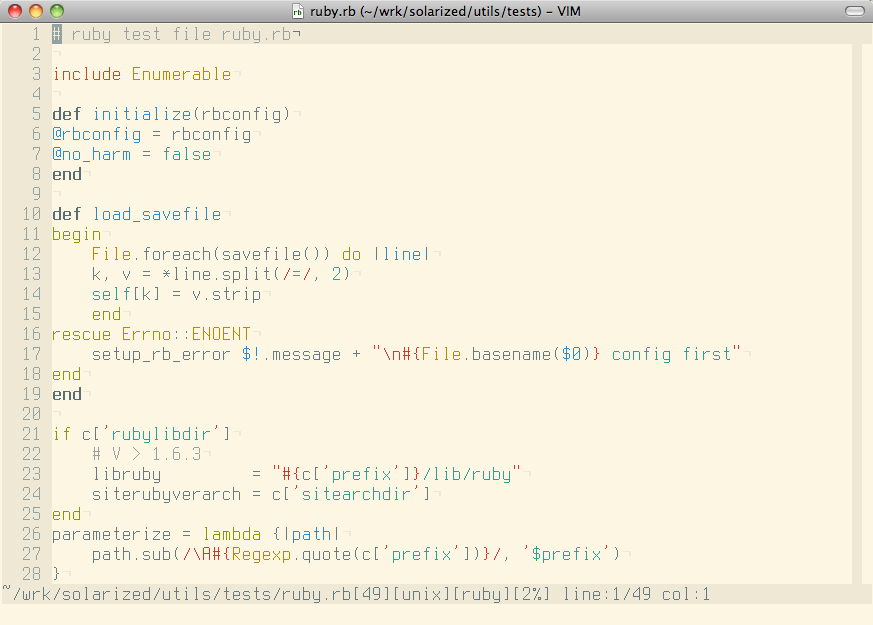 rb ruby.rb (~/wrk/solarized/utils/tests) – VIM
1 # ruby test file ruby.rb¬
2 ¬
3 include Enumerable¬
4 ¬
5 def initialize(rbconfig)¬
6 @rbconfig = rbconfig¬
7 @no_harm = false¬
8 end¬
9 ¬
10 def load_savefile¬
11 begin¬
12     File.foreach(savefile()) do |line|¬
13     k, v = *line.split(/=/, 2)¬
14     self[k] = v.strip¬
15     end¬
16 rescue Errno::ENOENT¬
17     setup_rb_error $!.message + "\n#{File.basename($0)} config first"¬
18 end¬
19 end¬
20 ¬
21 if c['rubylibdir']¬
22     # V > 1.6.3¬
23     libruby         = "#{c['prefix']}/lib/ruby"¬
24     siterubyverarch = c['sitearchdir']¬
25 end¬
26 parameterize = lambda {|path|¬
27     path.sub(/\A#{Regexp.quote(c['prefix'])}/, '$prefix')¬
28 }¬
~/wrk/solarized/utils/tests/ruby.rb[49][unix][ruby][2%] line:1/49 col:1